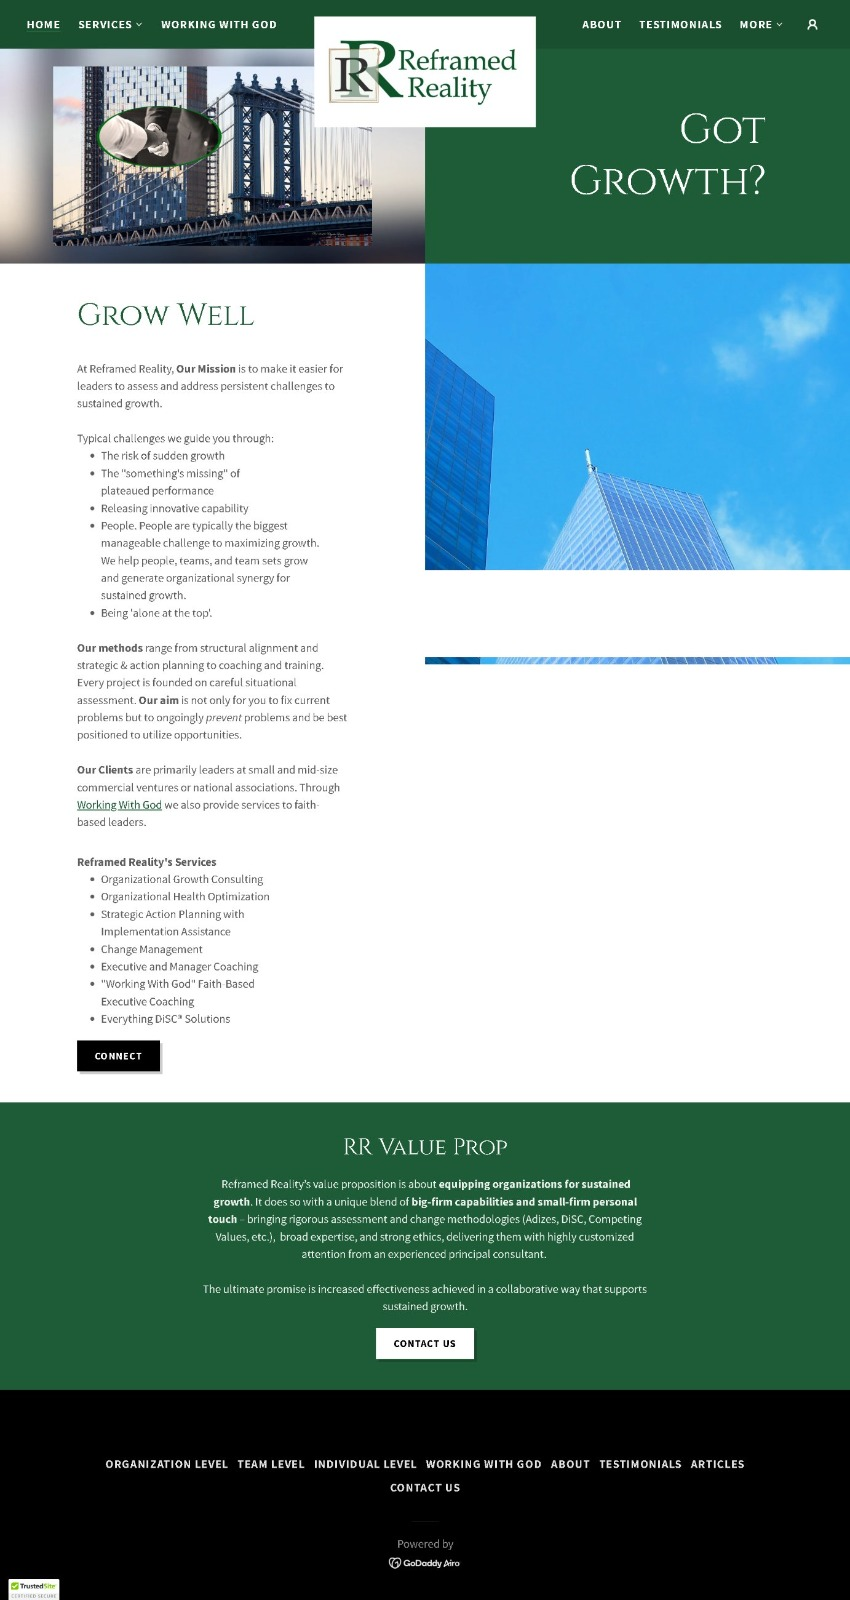 HOME SERVICES WORKING WITH GOD
R R Reframed
Reality
ABOUT TESTIMONIALS MORE
GOT
GROWTH?
GROW WELL
At Reframed Reality, Our Mission is to make it easier for
leaders to assess and address persistent challenges to
sustained growth.
Typical challenges we guide you through:
• The risk of sudden growth
• The "something's missing" of
plateaued performance
• Releasing innovative capability
• People. People are typically the biggest
manageable challenge to maximizing growth.
We help people, teams, and team sets grow
and generate organizational synergy for
sustained growth.
• Being 'alone at the top'.
Our methods range from structural alignment and
strategic & action planning to coaching and training.
Every project is founded on careful situational
assessment. Our aim is not only for you to fix current
problems but to ongoingly prevent problems and be best
positioned to utilize opportunities.
Our Clients are primarily leaders at small and mid-size
commercial ventures or national associations. Through
Working With God we also provide services to faith-
based leaders.
Reframed Reality's Services
• Organizational Growth Consulting
• Organizational Health Optimization
• Strategic Action Planning with
Implementation Assistance
• Change Management
• Executive and Manager Coaching
• "Working With God" Faith-Based
Executive Coaching
• Everything DiSC® Solutions
CONNECT
RR VALUE PROP
Reframed Reality's value proposition is about equipping organizations for sustained
growth. It does so with a unique blend of big-firm capabilities and small-firm personal
touch – bringing rigorous assessment and change methodologies (Adizes, DiSC, Competing
Values, etc.), broad expertise, and strong ethics, delivering them with highly customized
attention from an experienced principal consultant.
The ultimate promise is increased effectiveness achieved in a collaborative way that supports
sustained growth.
CONTACT US
ORGANIZATION LEVEL TEAM LEVEL INDIVIDUAL LEVEL WORKING WITH GOD ABOUT TESTIMONIALS ARTICLES
CONTACT US
Powered by
GoDaddy Airo
TrustedSite
CERTIFIED SECURE